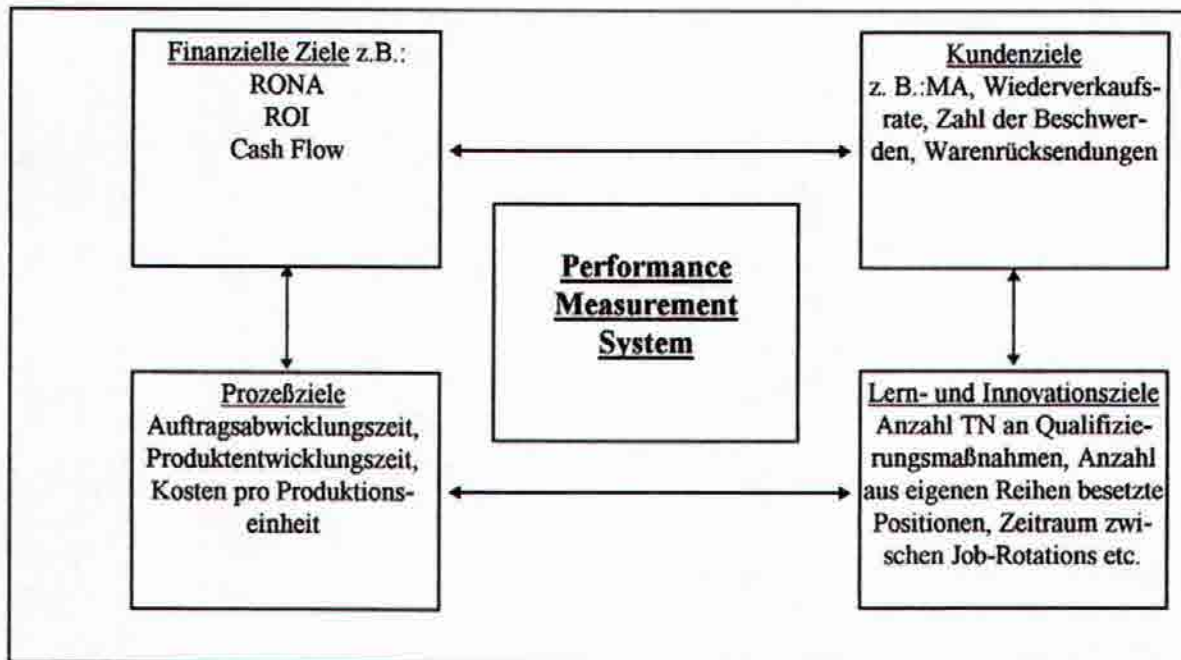 Finanzielle Ziele z.B.:
RONA
ROI
Cash Flow
Kundenziele
z. B.:MA, Wiederverkaufs-
rate, Zahl der Beschwer-
den, Warenrücksendungen
Performance
Measurement
System
Prozeßziele
Auftragsabwicklungszeit,
Produktentwicklungszeit,
Kosten pro Produktions-
einheit
Lern- und Innovationsziele
Anzahl TN an Qualifizie-
rungsmaßnahmen, Anzahl
aus eigenen Reihen besetzte
Positionen, Zeitraum zwi-
schen Job-Rotations etc.